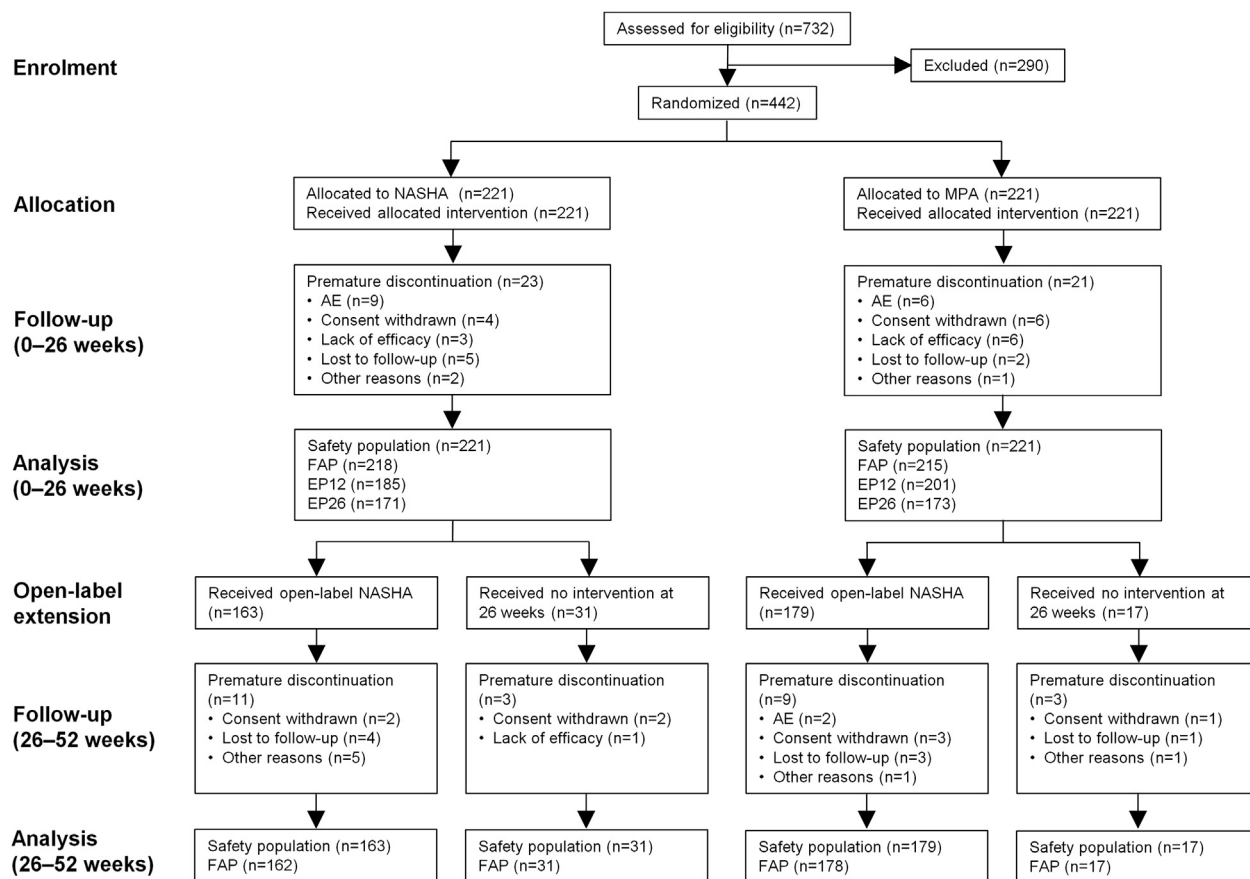 Assessed for eligibility (n=732)
Enrolment
Excluded (n=290)
Randomized (n=442)
Allocation
Allocated to NASHA (n=221)
Received allocated intervention (n=221)
Allocated to MPA (n=221)
Received allocated intervention (n=221)
Follow-up
(0–26 weeks)
Premature discontinuation (n=23)
• AE (n=9)
• Consent withdrawn (n=4)
• Lack of efficacy (n=3)
• Lost to follow-up (n=5)
• Other reasons (n=2)
Premature discontinuation (n=21)
• AE (n=6)
• Consent withdrawn (n=6)
• Lack of efficacy (n=6)
• Lost to follow-up (n=2)
• Other reasons (n=1)
Analysis
(0–26 weeks)
Safety population (n=221)
FAP (n=218)
EP12 (n=185)
EP26 (n=171)
Safety population (n=221)
FAP (n=215)
EP12 (n=201)
EP26 (n=173)
Open-label
extension
Received open-label NASHA
(n=163)
Received no intervention at
26 weeks (n=31)
Received open-label NASHA
(n=179)
Received no intervention at
26 weeks (n=17)
Follow-up
(26–52 weeks)
Premature discontinuation
(n=11)
• Consent withdrawn (n=2)
• Lost to follow-up (n=4)
• Other reasons (n=5)
Premature discontinuation
(n=3)
• Consent withdrawn (n=2)
• Lack of efficacy (n=1)
Premature discontinuation
(n=9)
• AE (n=2)
• Consent withdrawn (n=3)
• Lost to follow-up (n=3)
• Other reasons (n=1)
Premature discontinuation
(n=3)
• Consent withdrawn (n=1)
• Lost to follow-up (n=1)
• Other reasons (n=1)
Analysis
(26–52 weeks)
Safety population (n=163)
FAP (n=162)
Safety population (n=31)
FAP (n=31)
Safety population (n=179)
FAP (n=178)
Safety population (n=17)
FAP (n=17)